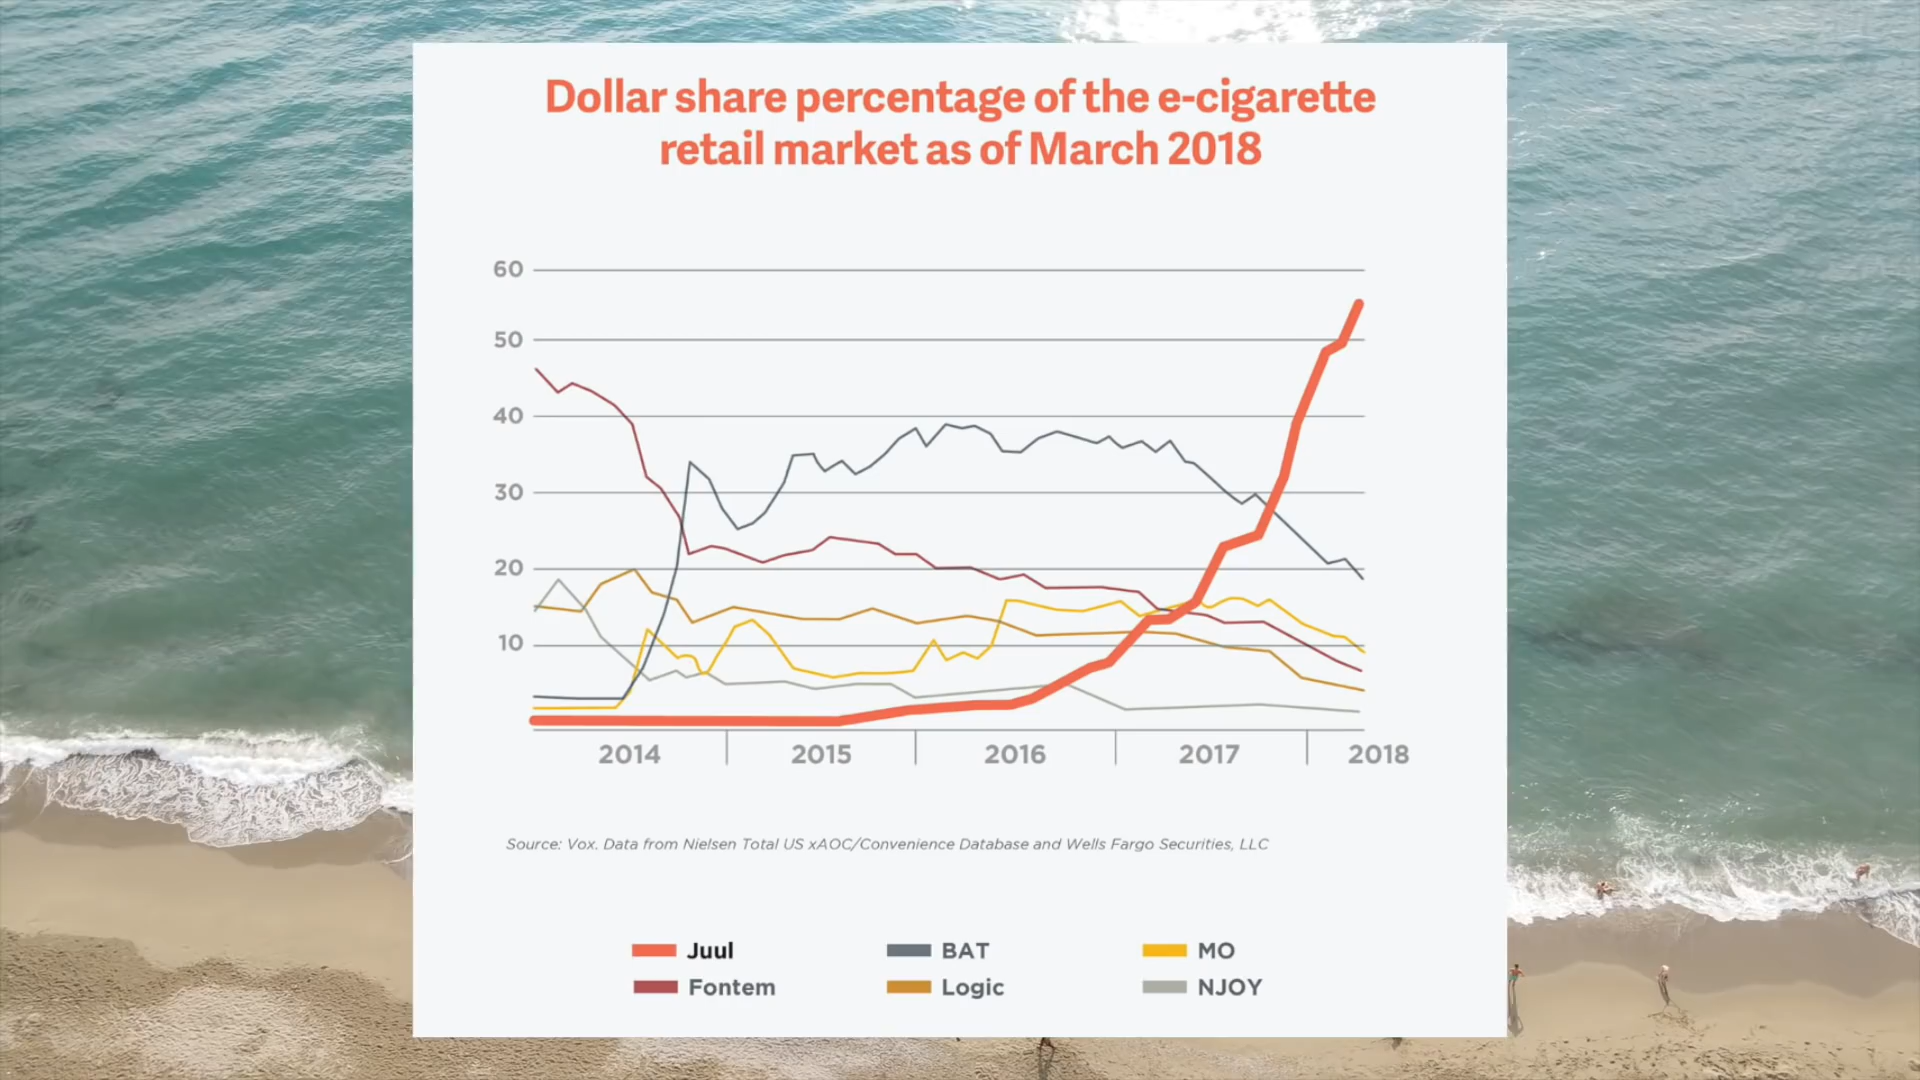 Dollar share percentage of the e-cigarette
retail market as of March 2018
60
50
40
30
20
10
2014 2015 2016 2017 2018
Source: Vox. Data from Nielsen Total US xAOC/Convenience Database and Wells Fargo Securities, LLC
Juul BAT MO
Fontem Logic NJOY